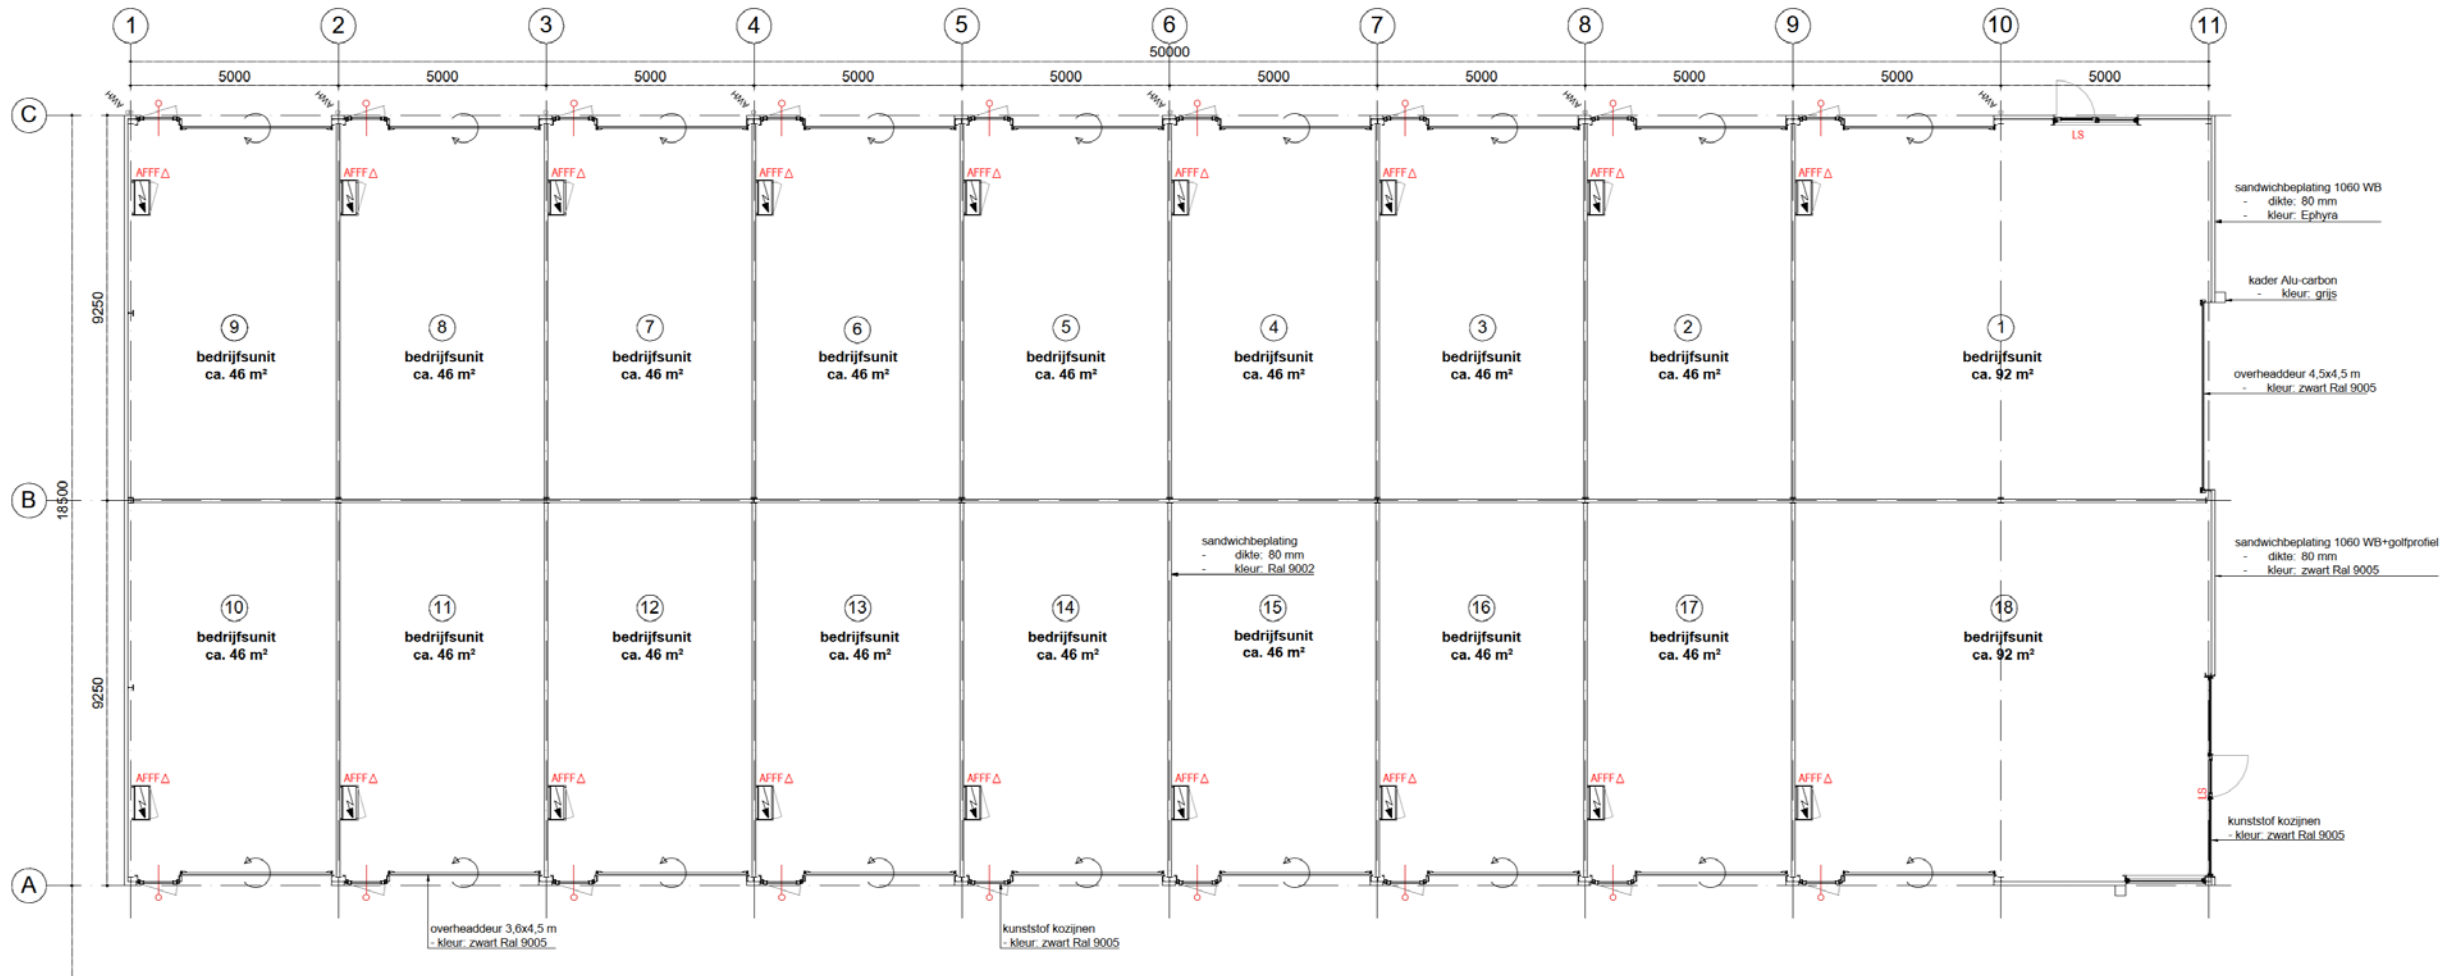 1 2 3 4 5 6 7 8 9 10 11
50000
5000 5000 5000 5000 5000 5000 5000 5000 5000 5000
HWA HWA HWA HWA HWA HWA
C
LS
AFFF AFFF AFFF AFFF AFFF AFFF AFFF AFFF AFFF
sandwichbeplating 1060 WB
- dikte: 80 mm
- kleur: Ephyra
kader Alu-carbon
- kleur: grijs
9250
9 8 7 6 5 4 3 2 1
bedrijfsunit bedrijfsunit bedrijfsunit bedrijfsunit bedrijfsunit bedrijfsunit bedrijfsunit bedrijfsunit bedrijfsunit
ca. 46 m² ca. 46 m² ca. 46 m² ca. 46 m² ca. 46 m² ca. 46 m² ca. 46 m² ca. 46 m² ca. 92 m²
overheaddeur 4,5x4,5 m
- kleur: zwart Ral 9005
B
18500
sandwichbeplating
- dikte: 80 mm
- kleur: Ral 9002
sandwichbeplating 1060 WB+golfprofiel
- dikte: 80 mm
- kleur: zwart Ral 9005
10 11 12 13 14 15 16 17 18
bedrijfsunit bedrijfsunit bedrijfsunit bedrijfsunit bedrijfsunit bedrijfsunit bedrijfsunit bedrijfsunit bedrijfsunit
ca. 46 m² ca. 46 m² ca. 46 m² ca. 46 m² ca. 46 m² ca. 46 m² ca. 46 m² ca. 46 m² ca. 92 m²
9250
AFFF AFFF AFFF AFFF AFFF AFFF AFFF AFFF AFFF
LS
kunststof kozijnen
- kleur: zwart Ral 9005
A
overheaddeur 3,6x4,5 m
- kleur: zwart Ral 9005
kunststof kozijnen
- kleur: zwart Ral 9005